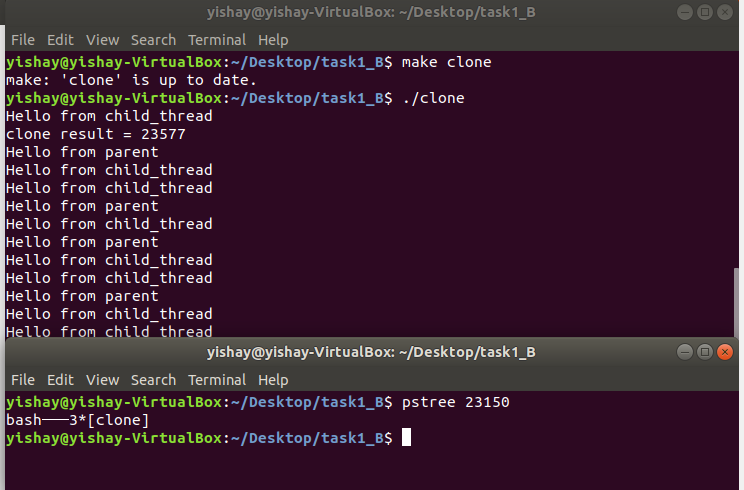 yishay@yishay-VirtualBox: ~/Desktop/task1_B
File Edit View Search Terminal Help
yishay@yishay-VirtualBox:~/Desktop/task1_B$ make clone
make: 'clone' is up to date.
yishay@yishay-VirtualBox:~/Desktop/task1_B$ ./clone
Hello from child_thread
clone result = 23577
Hello from parent
Hello from child_thread
Hello from child_thread
Hello from parent
Hello from child_thread
Hello from parent
Hello from child_thread
Hello from child_thread
Hello from parent
Hello from child_thread
Hello from child_thread
yishay@yishay-VirtualBox: ~/Desktop/task1_B
File Edit View Search Terminal Help
yishay@yishay-VirtualBox:~/Desktop/task1_B$ pstree 23150
bash───3*[clone]
yishay@yishay-VirtualBox:~/Desktop/task1_B$